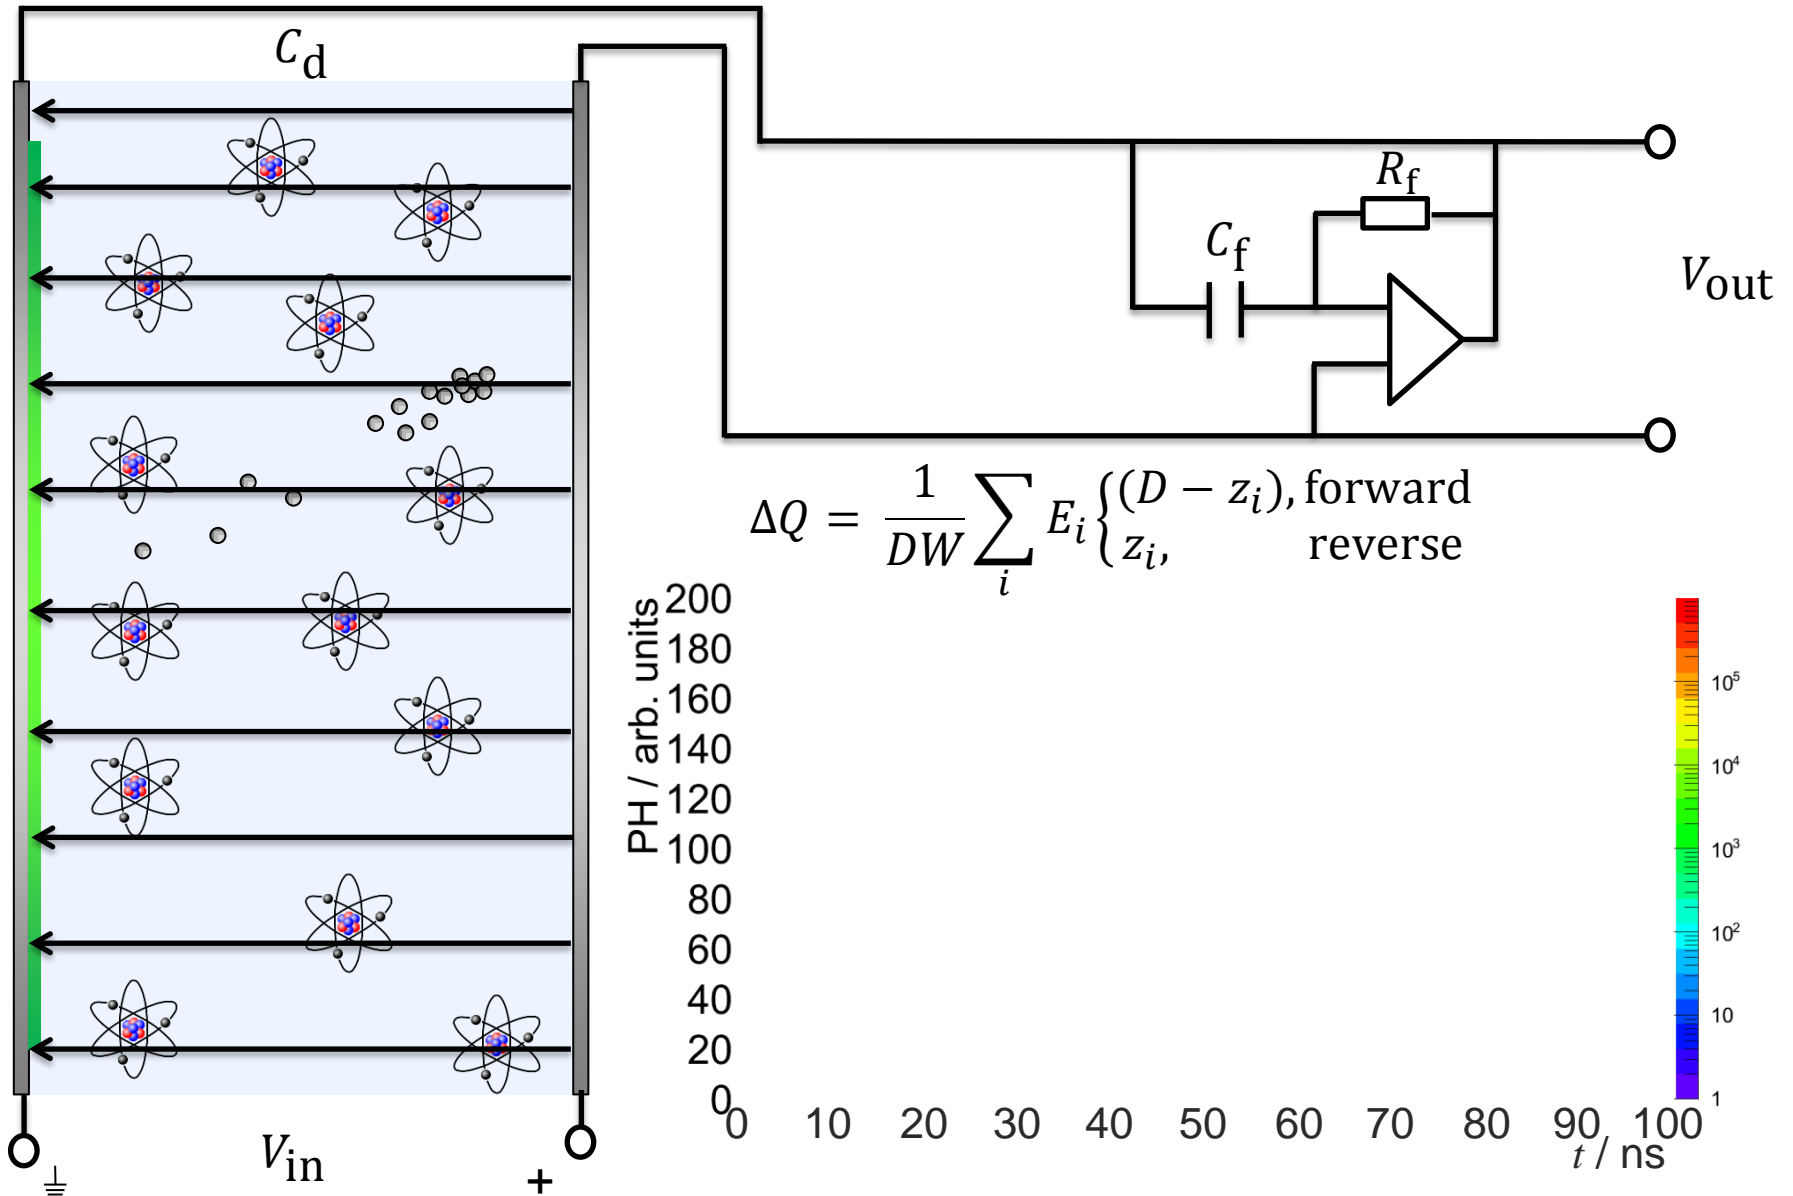 C_d
R_f
C_f
V_out
ΔQ = 1/DW ∑_i E_i { (D − z_i), forward
z_i, reverse
PH / arb. units
200
180
160
140
120
100
80
60
40
20
0
0 10 20 30 40 50 60 70 80 90 100
t / ns
10^5
10^4
10^3
10^2
10
1
V_in
+